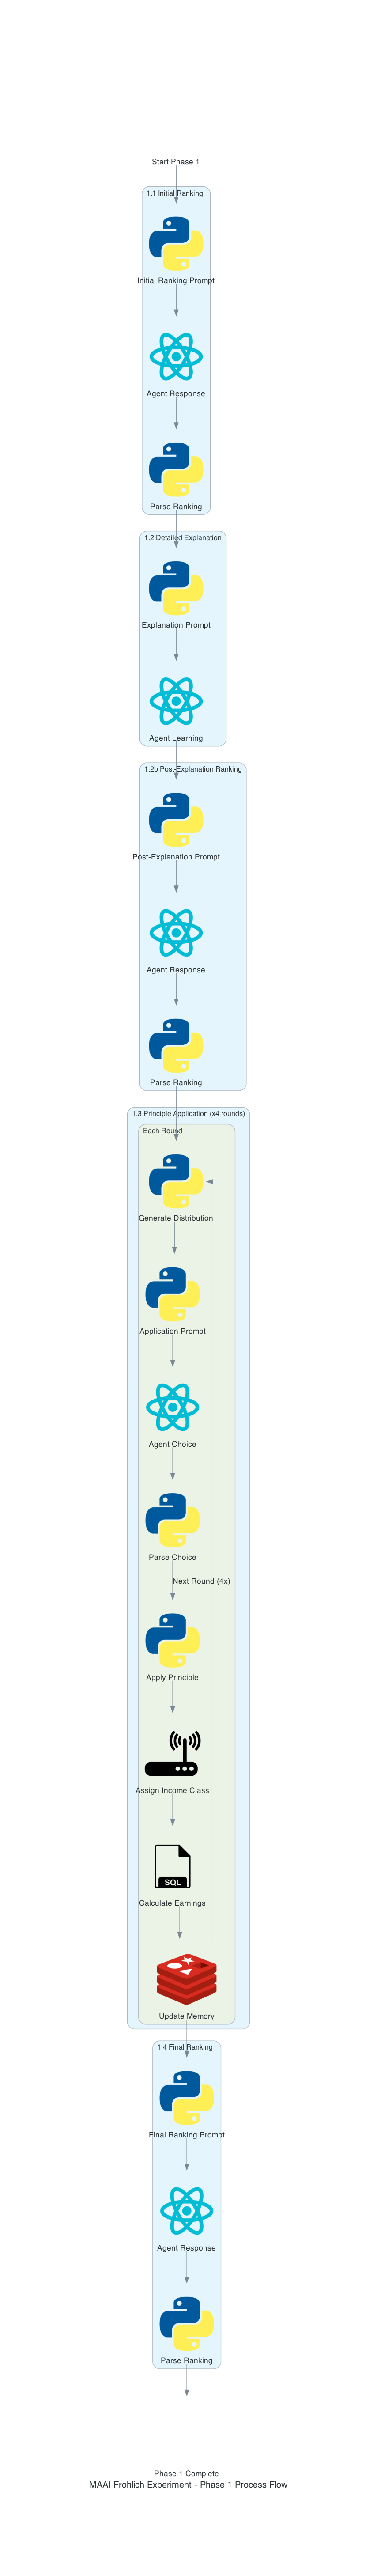 Start Phase 1
1.1 Initial Ranking
Initial Ranking Prompt
Agent Response
Parse Ranking
1.2 Detailed Explanation
Explanation Prompt
Agent Learning
1.2b Post-Explanation Ranking
Post-Explanation Prompt
Agent Response
Parse Ranking
1.3 Principle Application (x4 rounds)
Each Round
Generate Distribution
Application Prompt
Agent Choice
Parse Choice
Next Round (4x)
Apply Principle
Assign Income Class
SQL
Calculate Earnings
Update Memory
1.4 Final Ranking
Final Ranking Prompt
Agent Response
Parse Ranking
Phase 1 Complete
MAAI Frohlich Experiment - Phase 1 Process Flow